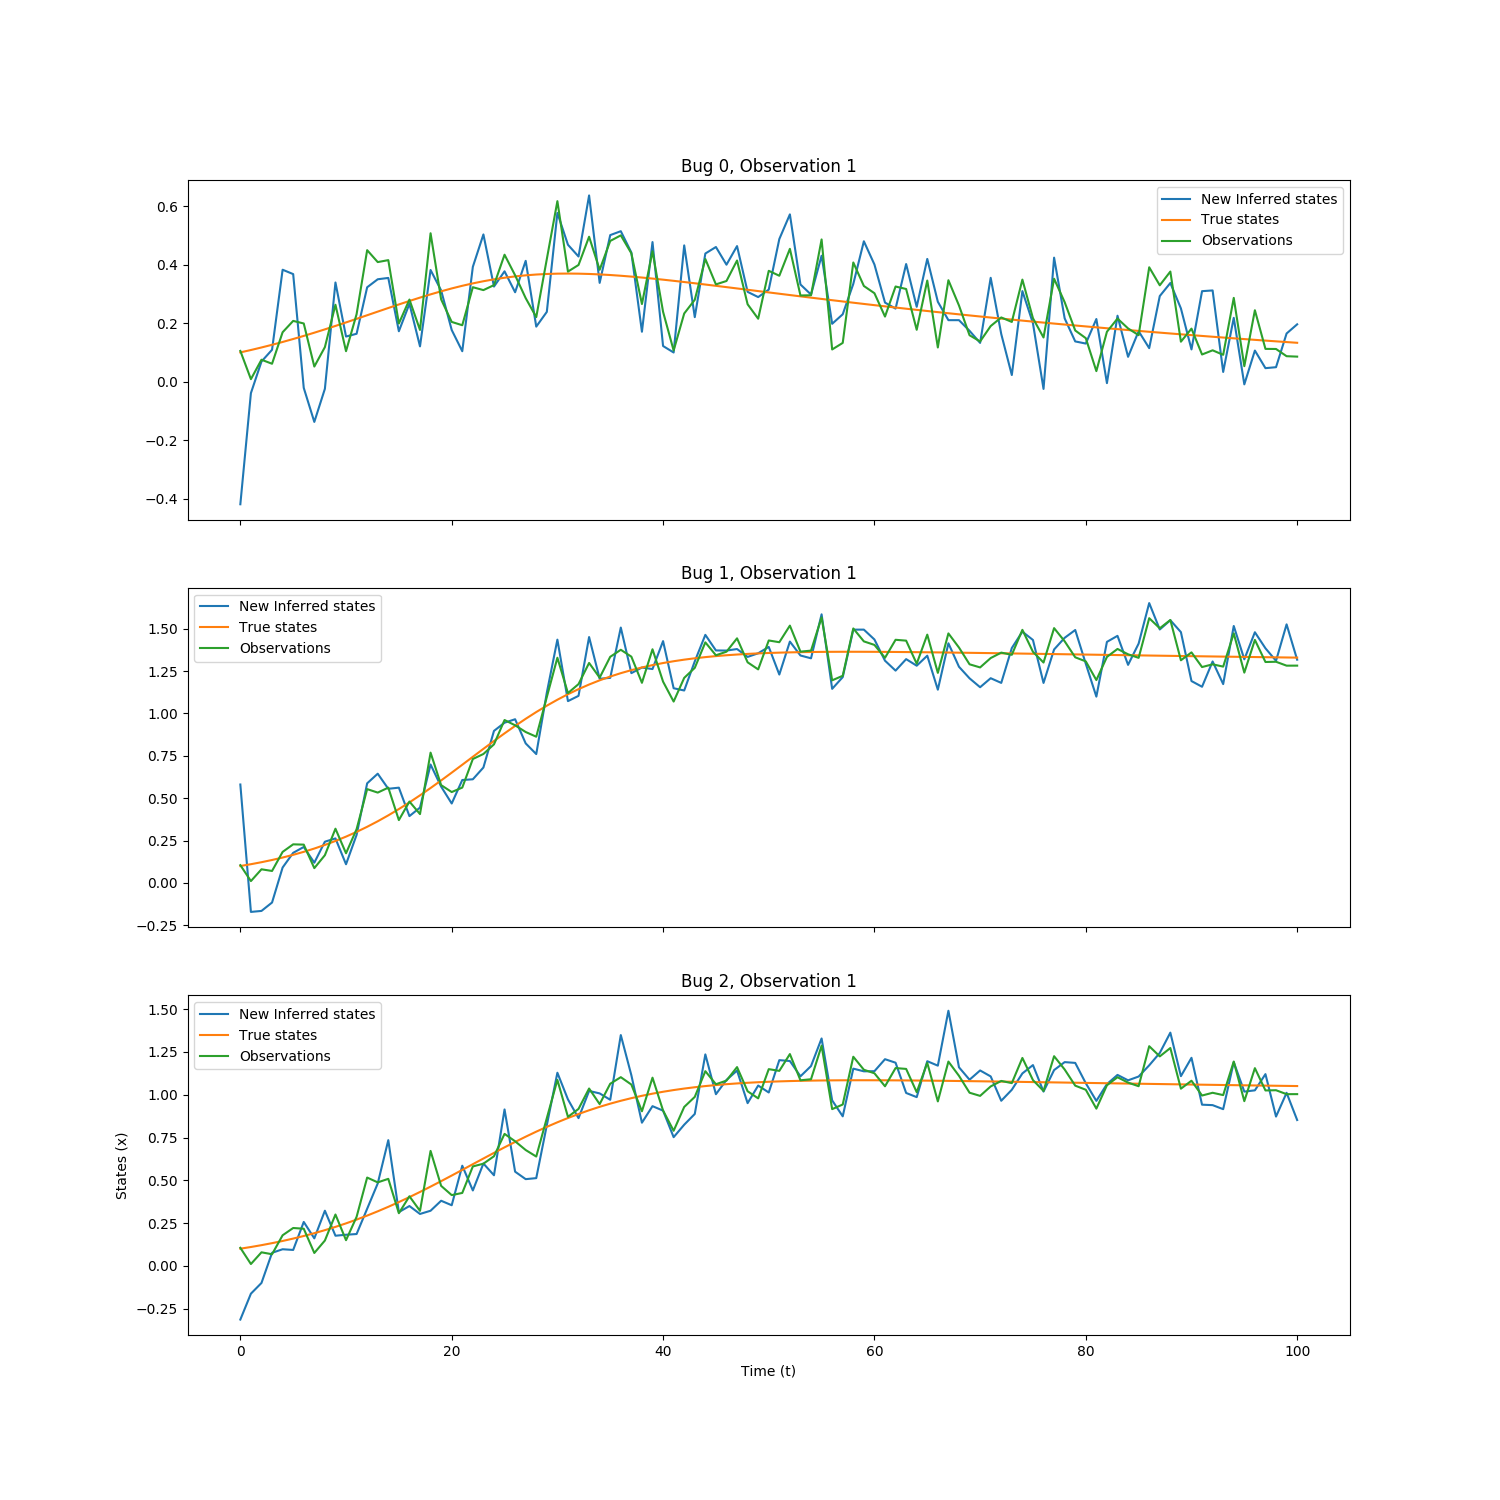 Bug 0, Observation 1
0.6
0.4
0.2
0.0
−0.2
−0.4
New Inferred states
True states
Observations
Bug 1, Observation 1
1.50
1.25
1.00
0.75
0.50
0.25
0.00
−0.25
New Inferred states
True states
Observations
Bug 2, Observation 1
1.50
1.25
1.00
0.75
0.50
0.25
0.00
−0.25
New Inferred states
True states
Observations
States (x)
0 20 40 60 80 100
Time (t)